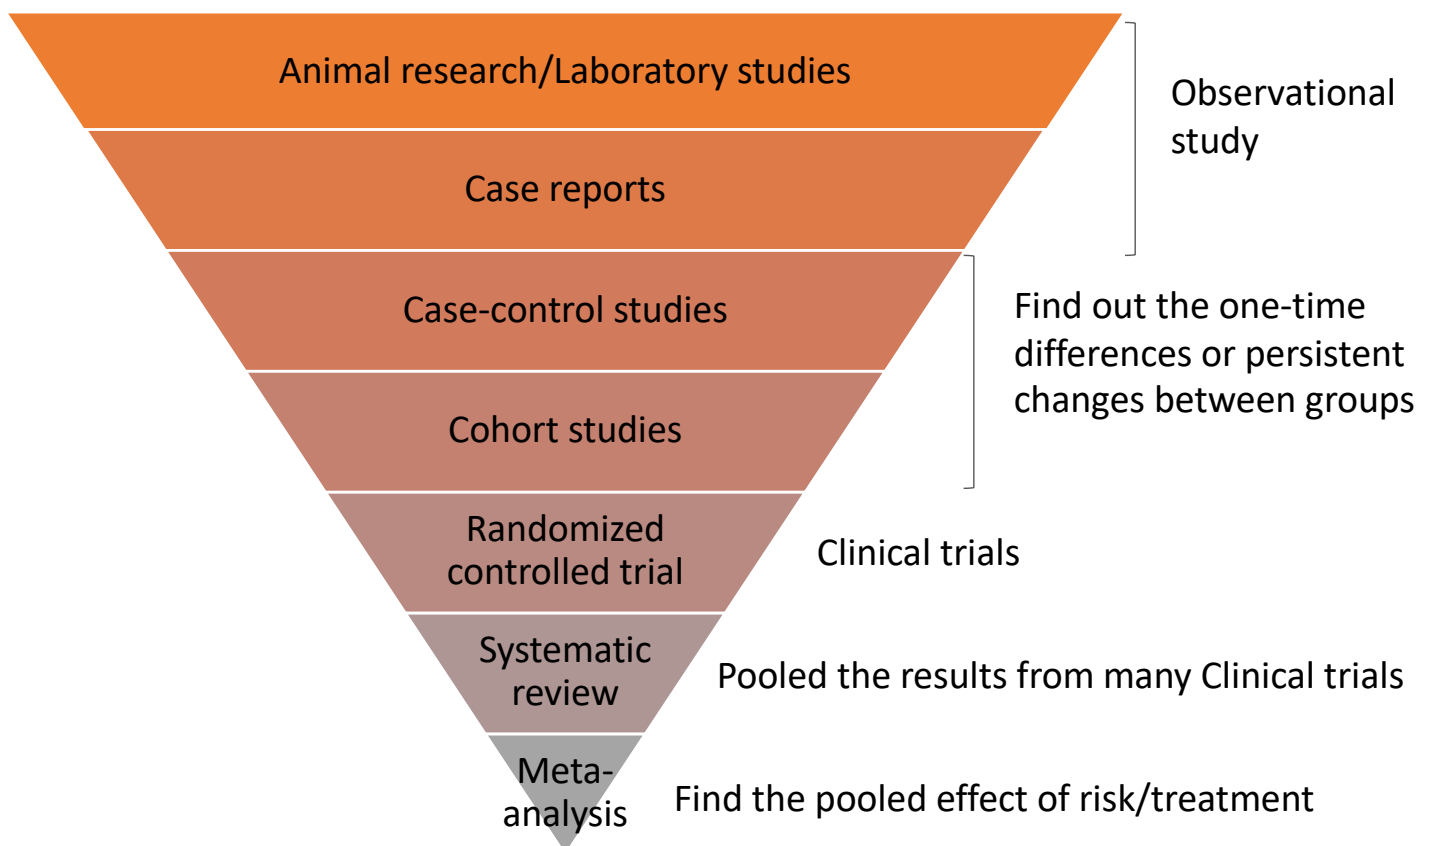 Animal research/Laboratory studies
Observational
study
Case reports
Case-control studies
Find out the one-time
differences or persistent
changes between groups
Cohort studies
Randomized
controlled trial
Clinical trials
Systematic
review
Pooled the results from many Clinical trials
Meta-
analysis
Find the pooled effect of risk/treatment